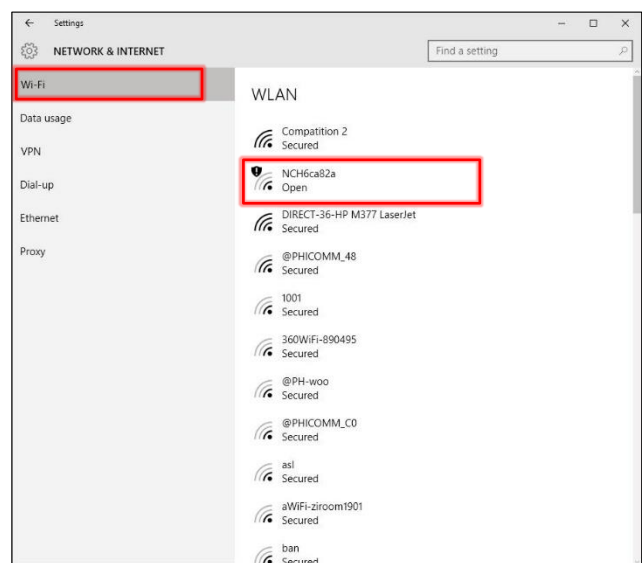 Settings
NETWORK & INTERNET
Find a setting
Wi-Fi
Data usage
VPN
Dial-up
Ethernet
Proxy
WLAN
Compatition 2
Secured
NCH6ca82a
Open
DIRECT-36-HP M377 LaserJet
Secured
@PHICOMM_48
Secured
1001
Secured
360WiFi-890495
Secured
@PH-woo
Secured
@PHICOMM_C0
Secured
asl
Secured
aWiFi-ziroom1901
Secured
ban
Secured